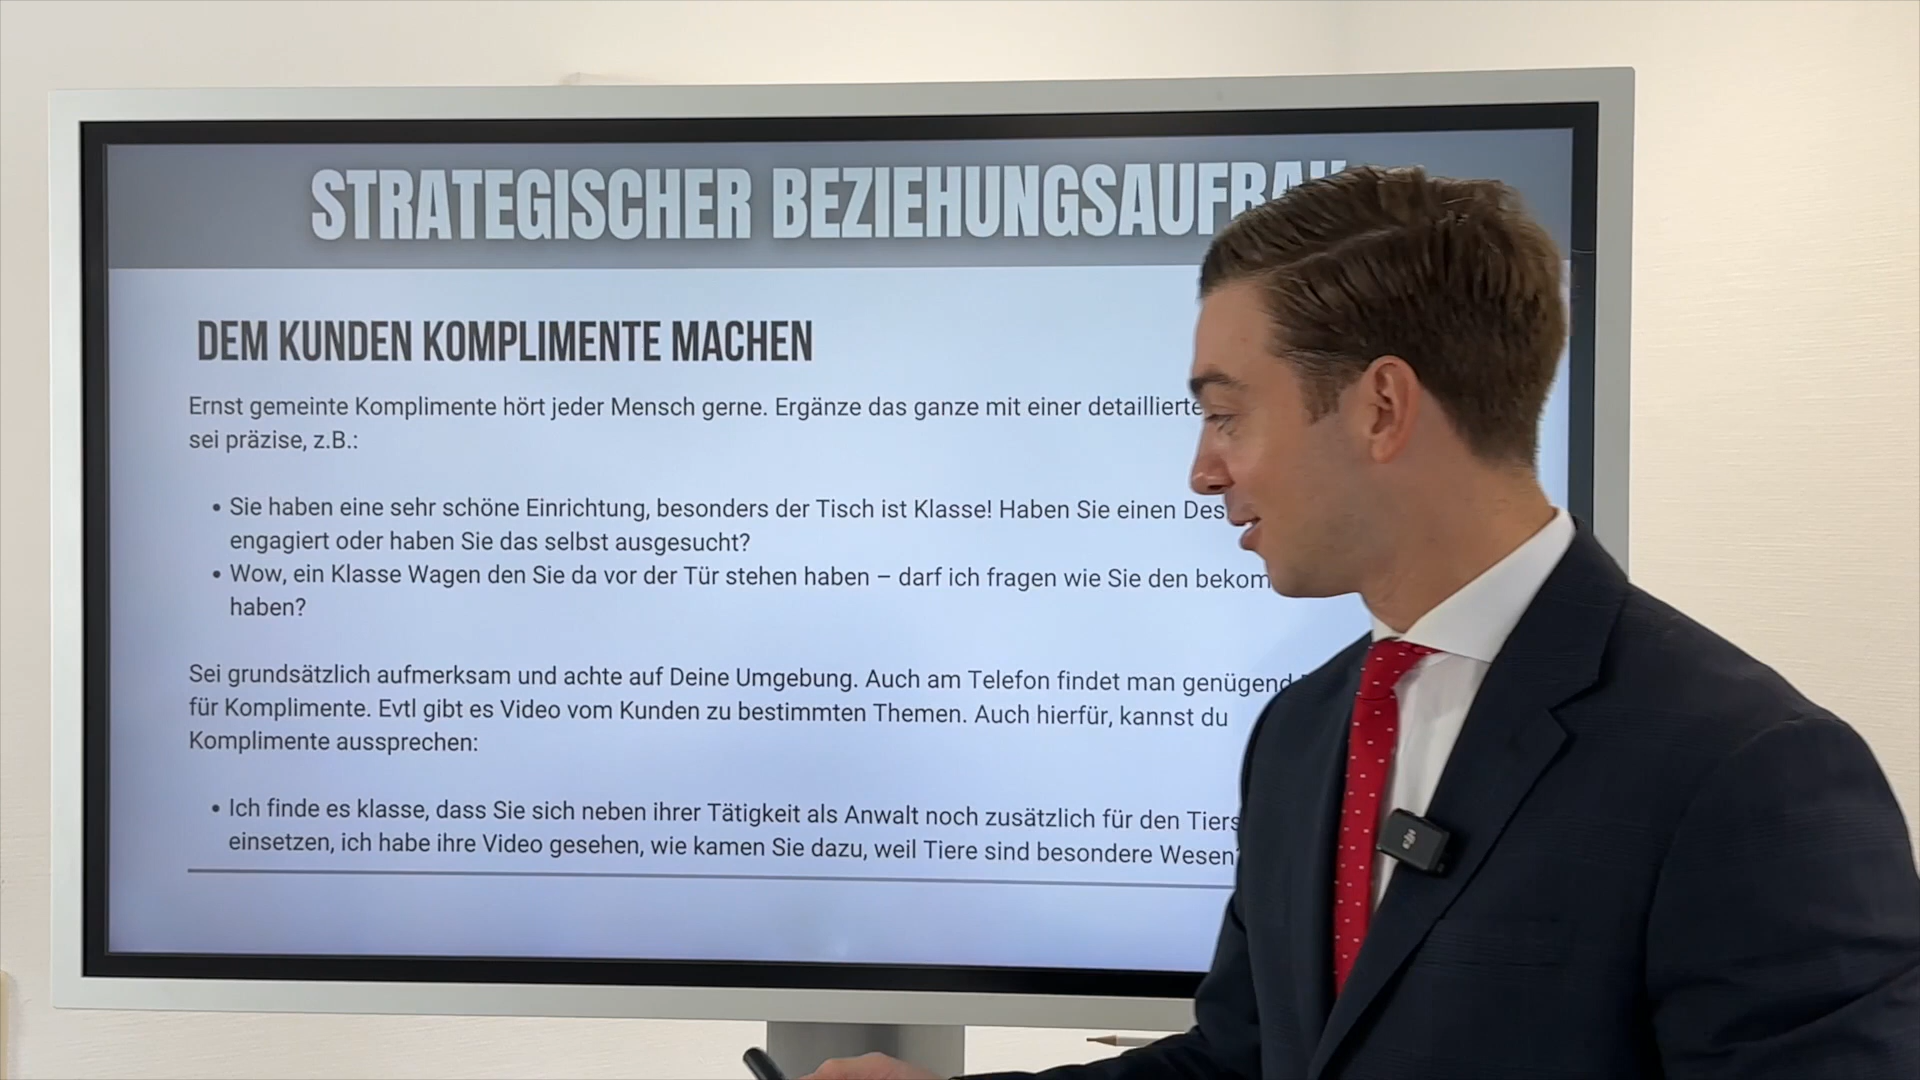 STRATEGISCHER
DEM KUNDEN KOMPLIMENTE MACHEN
Ernst gemeinte Komplimente hört jeder Mensch gerne. Ergänze das ganze mit einer
sei präzise, z.B.:
• Sie haben eine sehr schöne Einrichtung, besonders der Tisch ist Klasse! Haben Sie einen
engagiert oder haben Sie das selbst ausgesucht?
• Wow, ein Klasse Wagen den Sie da vor der Tür stehen haben – darf ich fragen wie Sie den
haben?
Sei grundsätzlich aufmerksam und achte auf Deine Umgebung. Auch am Telefon findet man genügend
für Komplimente. Evtl gibt es Video vom Kunden zu bestimmten Themen. Auch hierfür, kannst du
Komplimente aussprechen:
• Ich finde es klasse, dass Sie sich neben ihrer Tätigkeit als Anwalt noch zusätzlich für den
einsetzen, ich habe ihre Video gesehen, wie kamen Sie dazu, weil Tiere sind besondere Wesen
dji